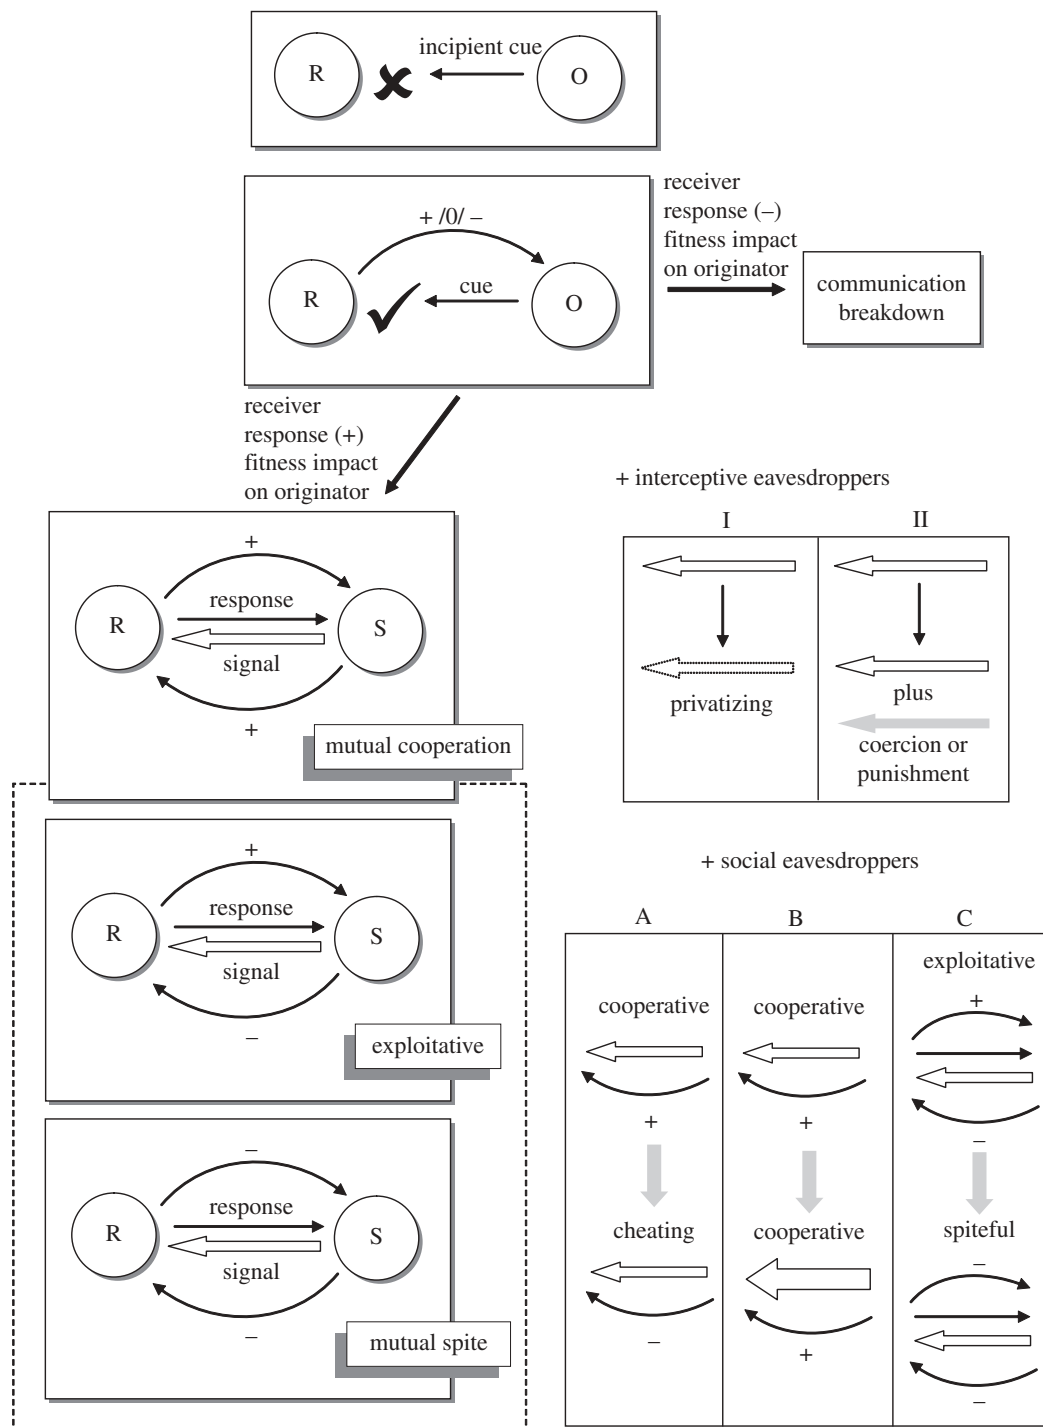 R
incipient cue
O
+ /0/ –
R
cue
O
receiver
response (–)
fitness impact
on originator
communication
breakdown
receiver
response (+)
fitness impact
on originator
+
R
response
signal
S
+
mutual cooperation
+
R
response
signal
S
–
exploitative
–
R
response
signal
S
–
mutual spite
+ interceptive eavesdroppers
I
II
privatizing
plus
coercion or
punishment
+ social eavesdroppers
A
B
C
cooperative
+
cheating
–
cooperative
+
cooperative
+
exploitative
+
–
spiteful
–
–